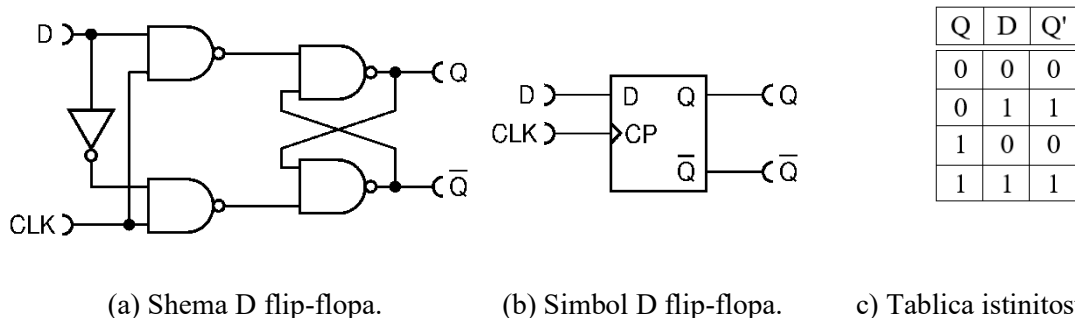 D
CLK
Q
Q̅
D
CLK
D Q
CP
Q̅
Q
Q̅
Q D Q'
0 0 0
0 1 1
1 0 0
1 1 1
(a) Shema D flip-flopa.
(b) Simbol D flip-flopa.
c) Tablica